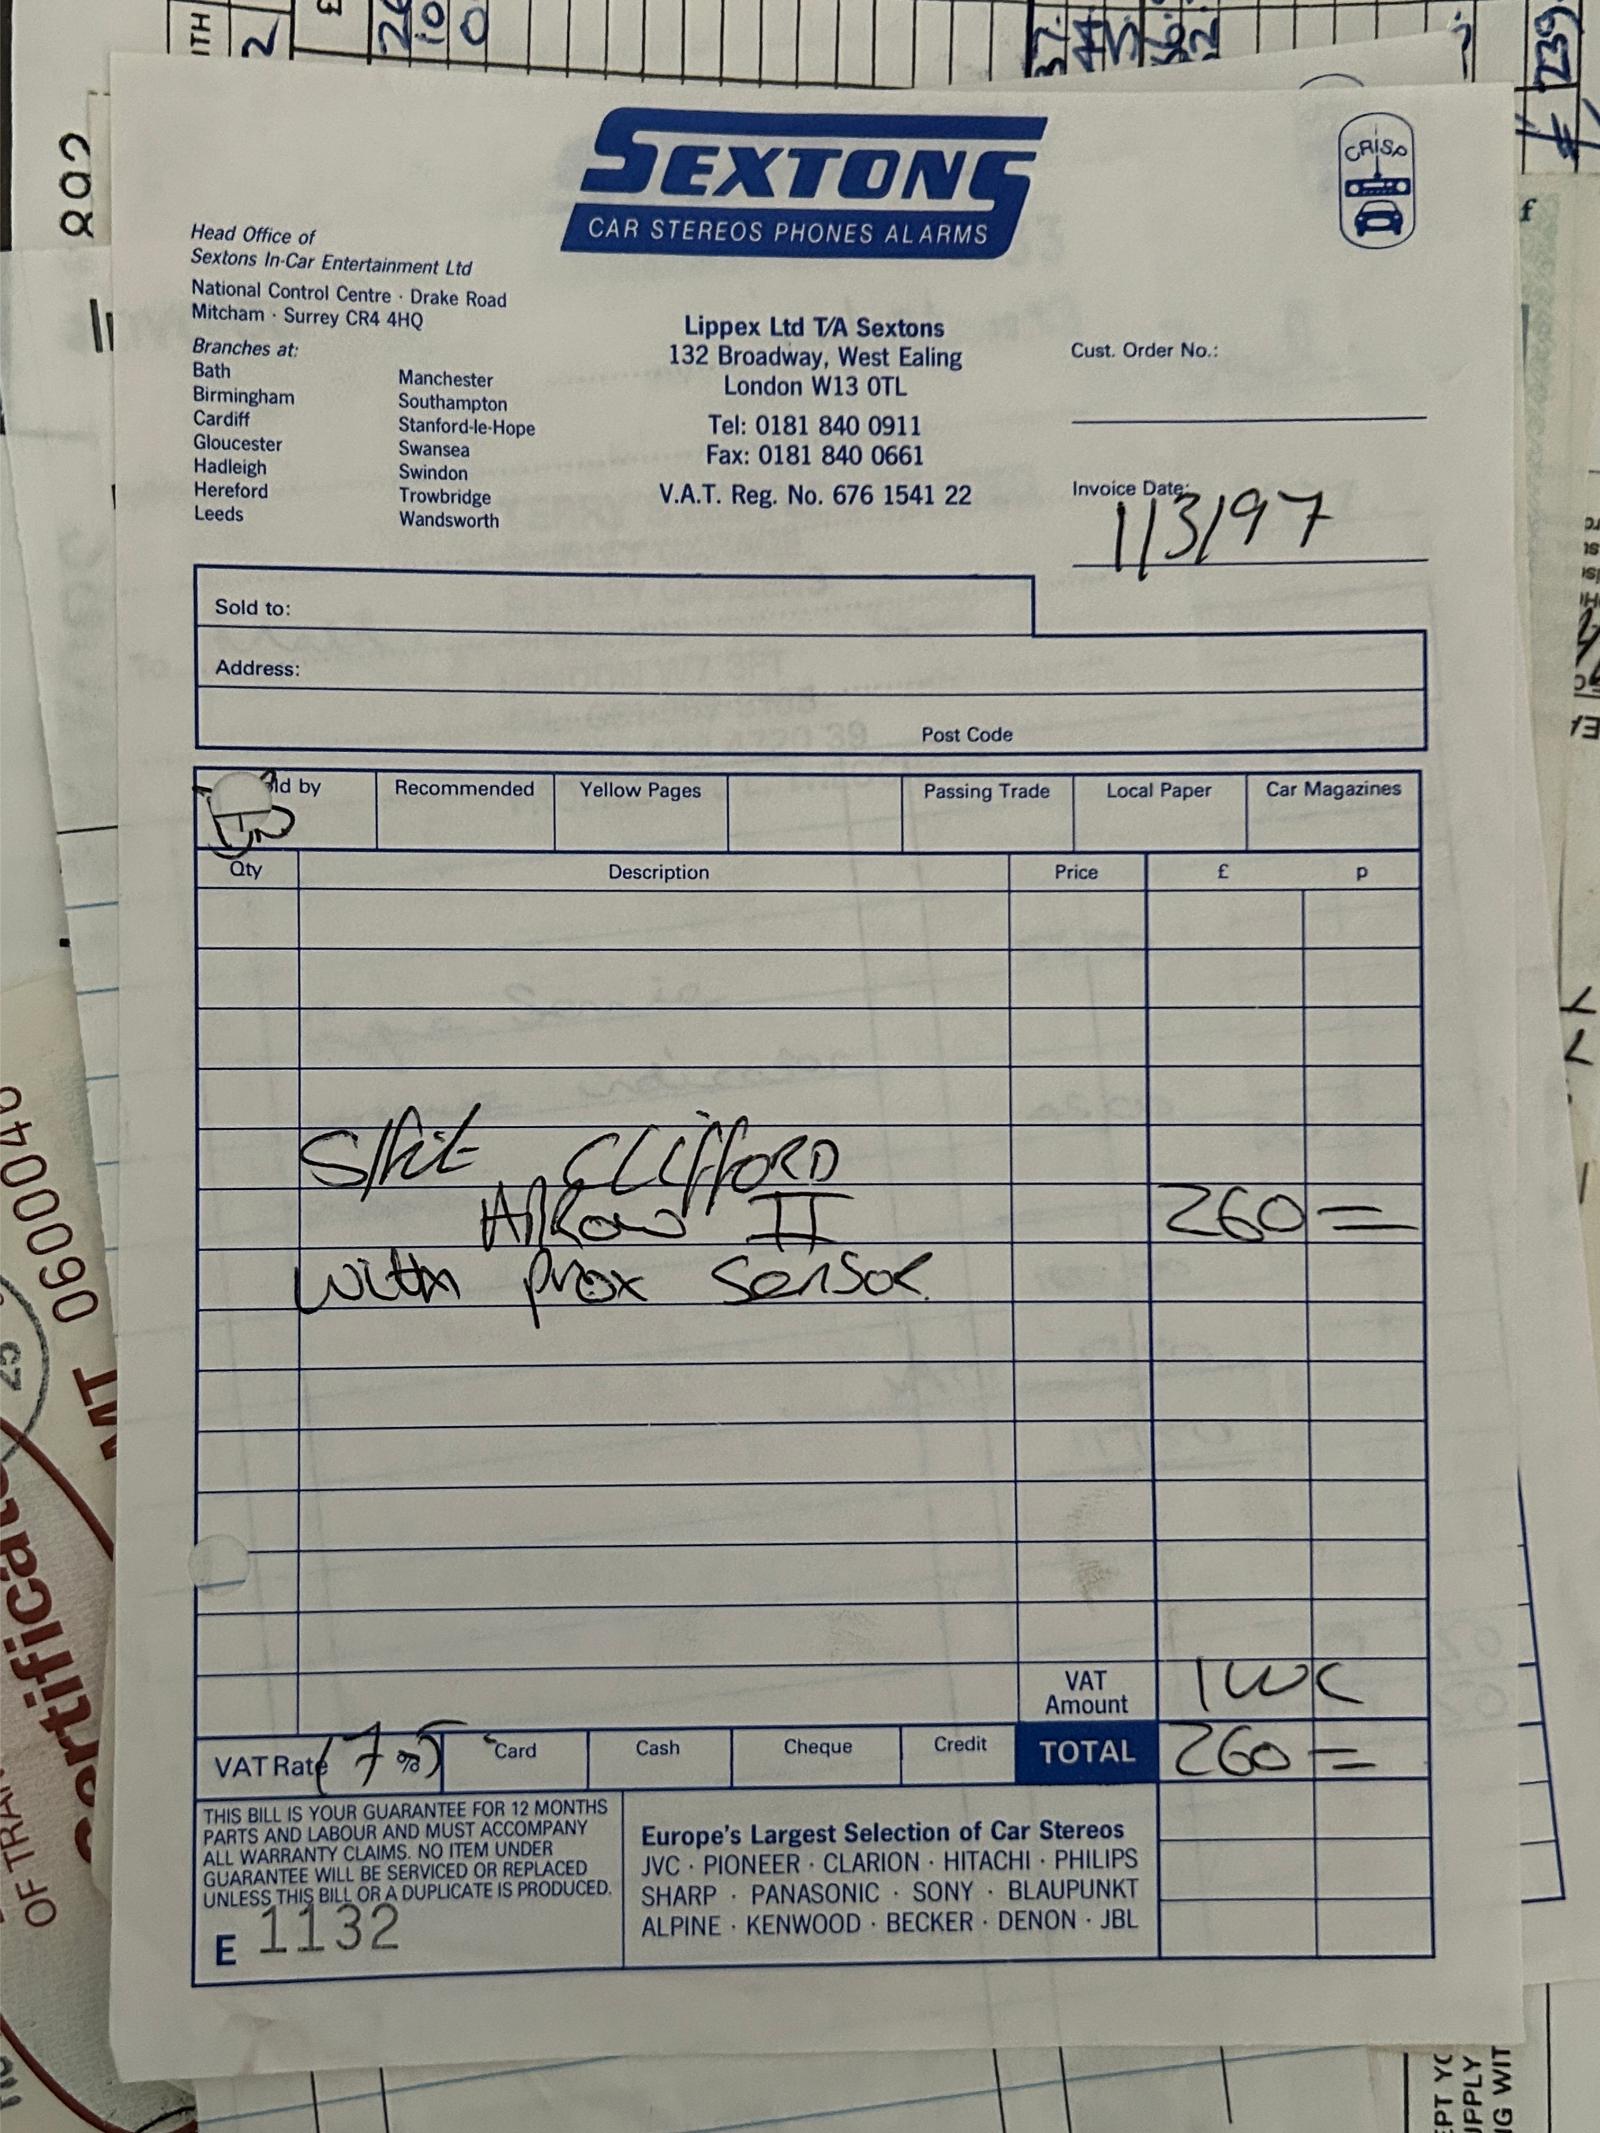 SEXTONS
CAR STEREOS PHONES ALARMS
CRISP
Head Office of
Sextons In-Car Entertainment Ltd
National Control Centre · Drake Road
Mitcham · Surrey CR4 4HQ
Branches at:
Bath
Birmingham
Cardiff
Gloucester
Hadleigh
Hereford
Leeds
Manchester
Southampton
Stanford-le-Hope
Swansea
Swindon
Trowbridge
Wandsworth
Lippex Ltd T/A Sextons
132 Broadway, West Ealing
London W13 0TL
Tel: 0181 840 0911
Fax: 0181 840 0661
V.A.T. Reg. No. 676 1541 22
Cust. Order No.:
Invoice Date:
1/3/97
Sold to:
Address:
Post Code
Recommended Yellow Pages Passing Trade Local Paper Car Magazines
Qty Description Price £ p
S/fit CLIFFORD
ARROW II 260 =
with prox sensor.
VAT Amount INC
VAT Rate (17.5 %) Card Cash Cheque Credit TOTAL 260 =
THIS BILL IS YOUR GUARANTEE FOR 12 MONTHS
PARTS AND LABOUR AND MUST ACCOMPANY
ALL WARRANTY CLAIMS. NO ITEM UNDER
GUARANTEE WILL BE SERVICED OR REPLACED
UNLESS THIS BILL OR A DUPLICATE IS PRODUCED.
E 1132
Europe's Largest Selection of Car Stereos
JVC · PIONEER · CLARION · HITACHI · PHILIPS
SHARP · PANASONIC · SONY · BLAUPUNKT
ALPINE · KENWOOD · BECKER · DENON · JBL
0600040